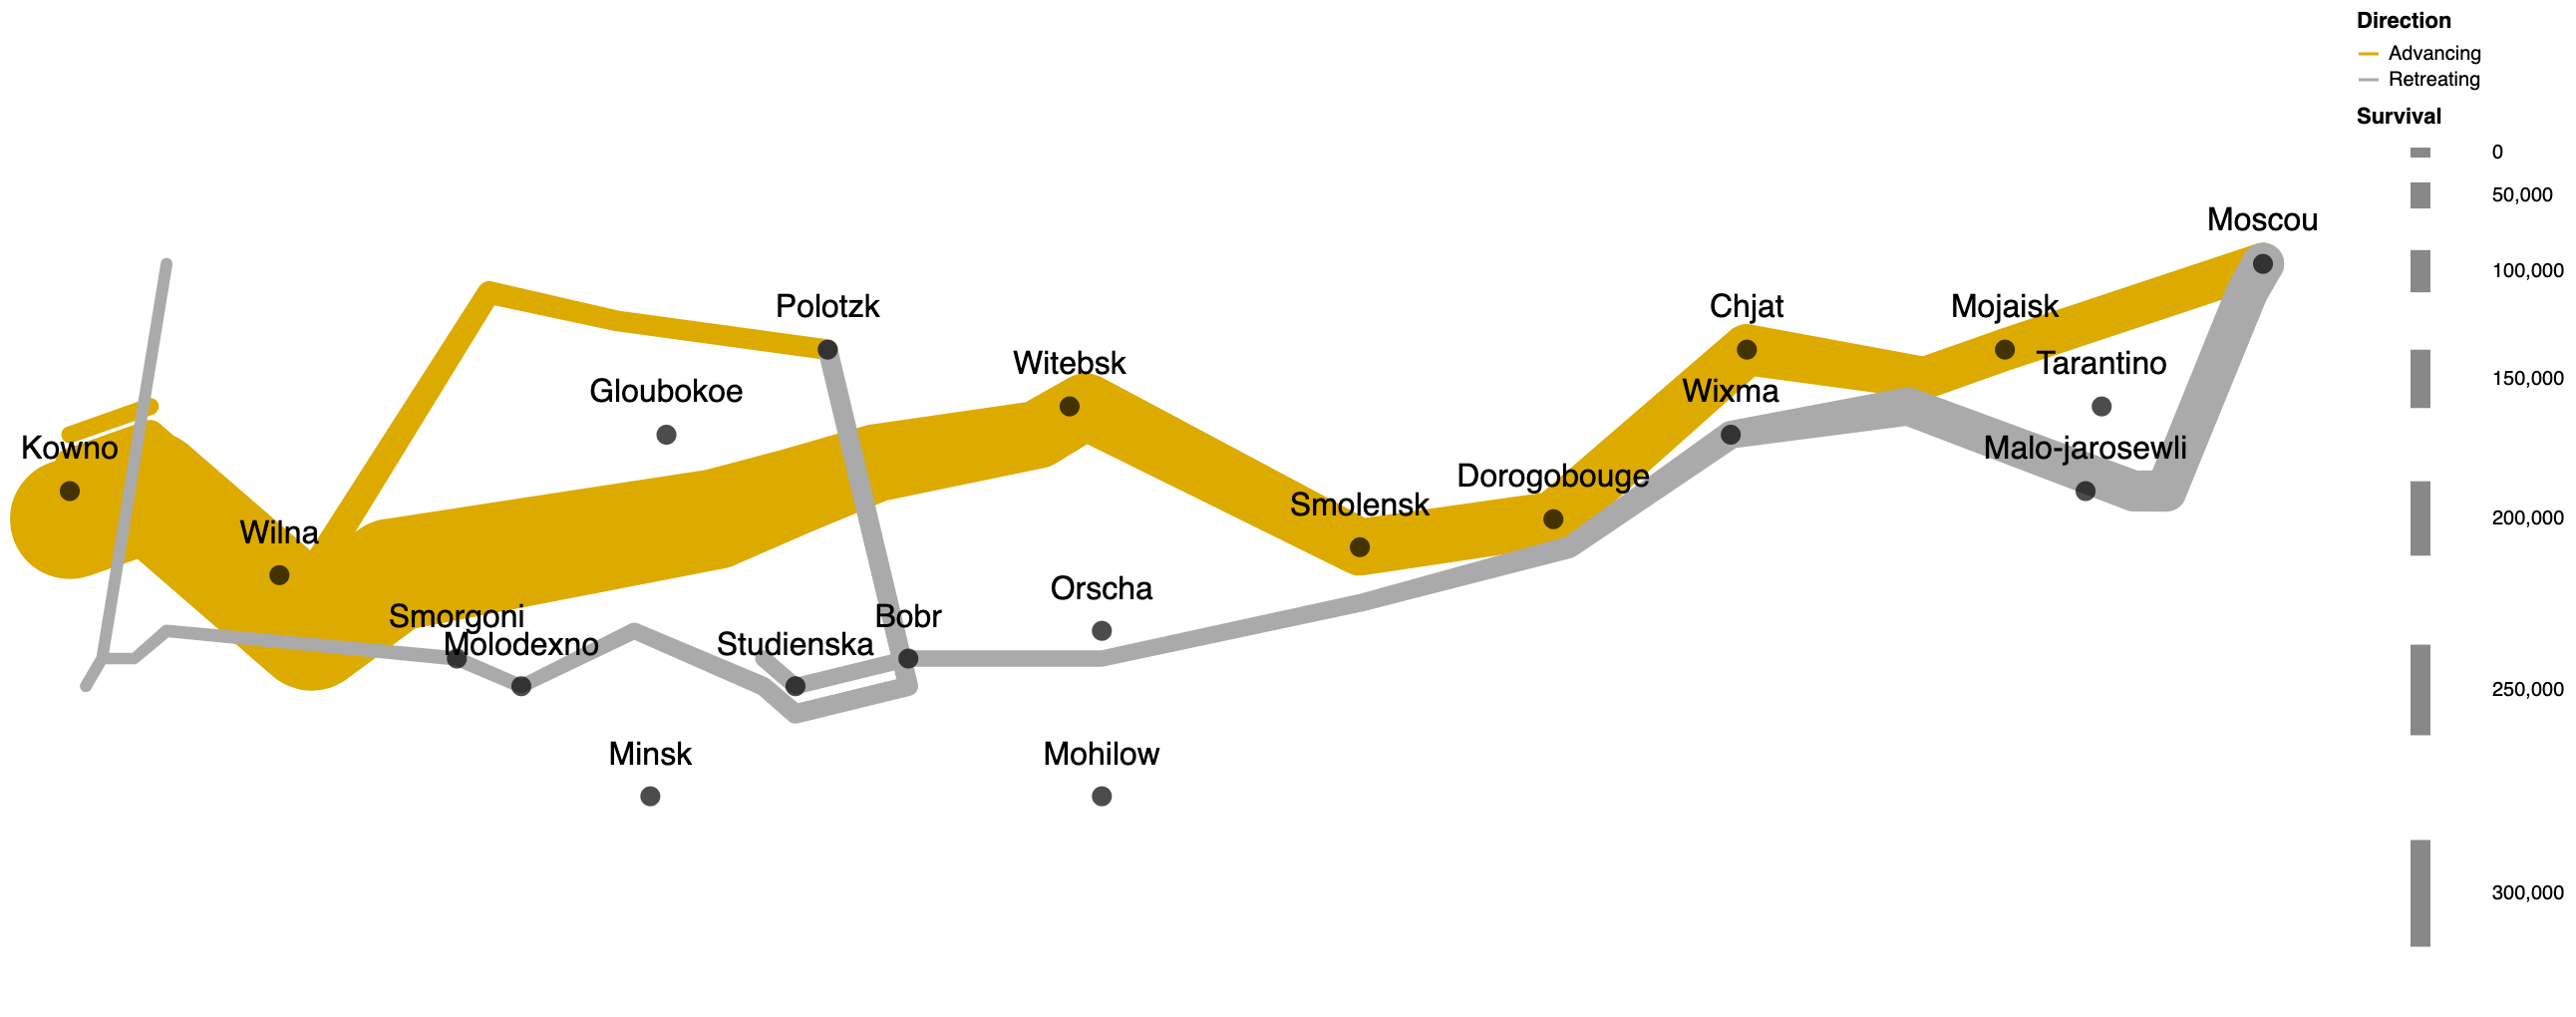 Direction
Advancing
Retreating
Survival
0
50,000
100,000
150,000
200,000
250,000
300,000
Moscou
Polotzk
Chjat
Mojaisk
Witebsk
Tarantino
Gloubokoe
Wixma
Kowno
Malo-jarosewli
Dorogobouge
Smolensk
Wilna
Orscha
Smorgoni
Bobr
Molodexno
Studienska
Minsk
Mohilow